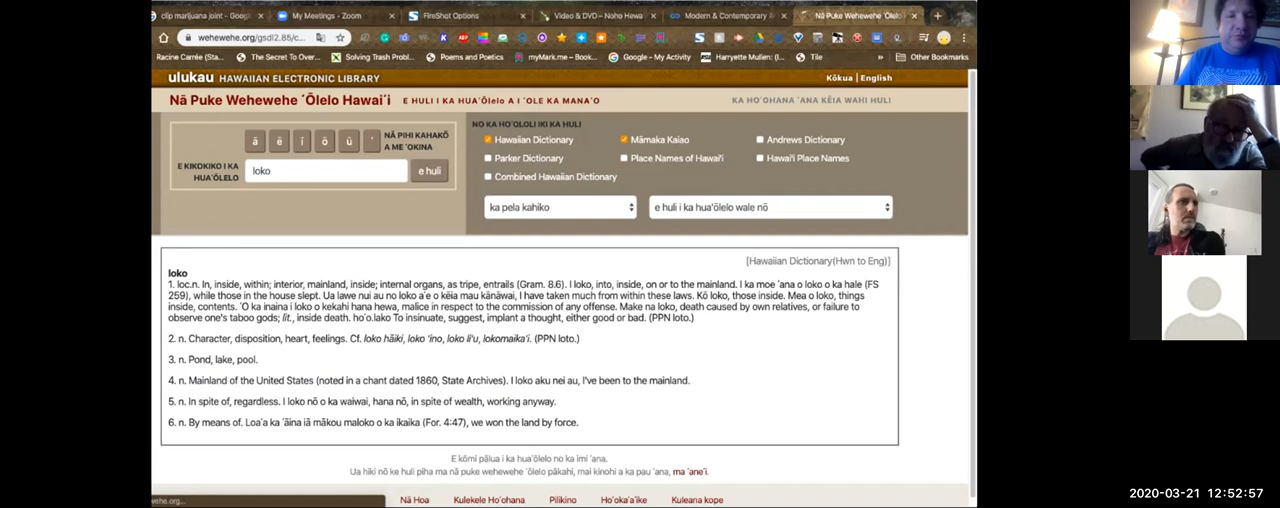 clip marijuana joint - Googl
My Meetings - Zoom
FireShot Options
Video & DVD – Noho Hewa
Modern & Contemporary A
Nā Puke Wehewehe ʻŌlelo
wehewehe.org/gsdl2.85/c...
Racine Carrée (Stat...
The Secret To Over...
Solving Trash Probl...
Poems and Poetics
myMark.me – Book...
Google - My Activity
Harryette Mullen: (I...
Tile
»
Other Bookmarks
ulukau HAWAIIAN ELECTRONIC LIBRARY
Kōkua | English
Nā Puke Wehewehe ʻŌlelo Hawaiʻi
E HULI I KA HUAʻŌlelo A I ʻOLE KA MANAʻO
KA HOʻOHANA ʻANA KĒIA WAHI HULI
ā ē ī ō ū ʻ
NĀ PIHI KAHAKŌ
A ME ʻOKINA
E KIKOKIKO I KA
HUAʻŌLELO
loko
e huli
NO KA HOʻOLOLI IKI KA HULI
Hawaiian Dictionary
Māmaka Kaiao
Andrews Dictionary
Parker Dictionary
Place Names of Hawaiʻi
Hawaiʻi Place Names
Combined Hawaiian Dictionary
ka pela kahiko
e huli i ka huaʻōlelo wale nō
[Hawaiian Dictionary(Hwn to Eng)]
loko
1. loc.n. In, inside, within; interior, mainland, inside; internal organs, as tripe, entrails (Gram. 8.6). I loko, into, inside, on or to the mainland. I ka moe ʻana o loko o ka hale (FS
259), while those in the house slept. Ua lawe nui au no loko aʻe o kēia mau kānāwai, I have taken much from within these laws. Kō loko, those inside. Mea o loko, things
inside, contents. ʻO ka inaina i loko o kekahi hana hewa, malice in respect to the commission of any offense. Make na loko, death caused by own relatives, or failure to
observe one's taboo gods; lit., inside death. hoʻo.loko To insinuate, suggest, implant a thought, either good or bad. (PPN loto.)
2. n. Character, disposition, heart, feelings. Cf. loko hāiki, loko ʻino, loko liʻu, lokomaikaʻi. (PPN loto.)
3. n. Pond, lake, pool.
4. n. Mainland of the United States (noted in a chant dated 1860, State Archives). I loko aku nei au, I've been to the mainland.
5. n. In spite of, regardless. I loko nō o ka waiwai, hana nō, in spite of wealth, working anyway.
6. n. By means of. Loaʻa ka ʻāina iā mākou maloko o ka ikaika (For. 4:47), we won the land by force.
E kōmi pālua i ka huaʻōlelo no ka imi ʻana.
Ua hiki nō ke huli piha ma nā puke wehewehe ʻōlelo pākahi, mai kinohi a ka pau ʻana, ma ʻaneʻi.
Nā Hoa
Kulekele Hoʻohana
Pilikino
Hoʻokaʻaʻike
Kuleana kope
2020-03-21 12:52:57